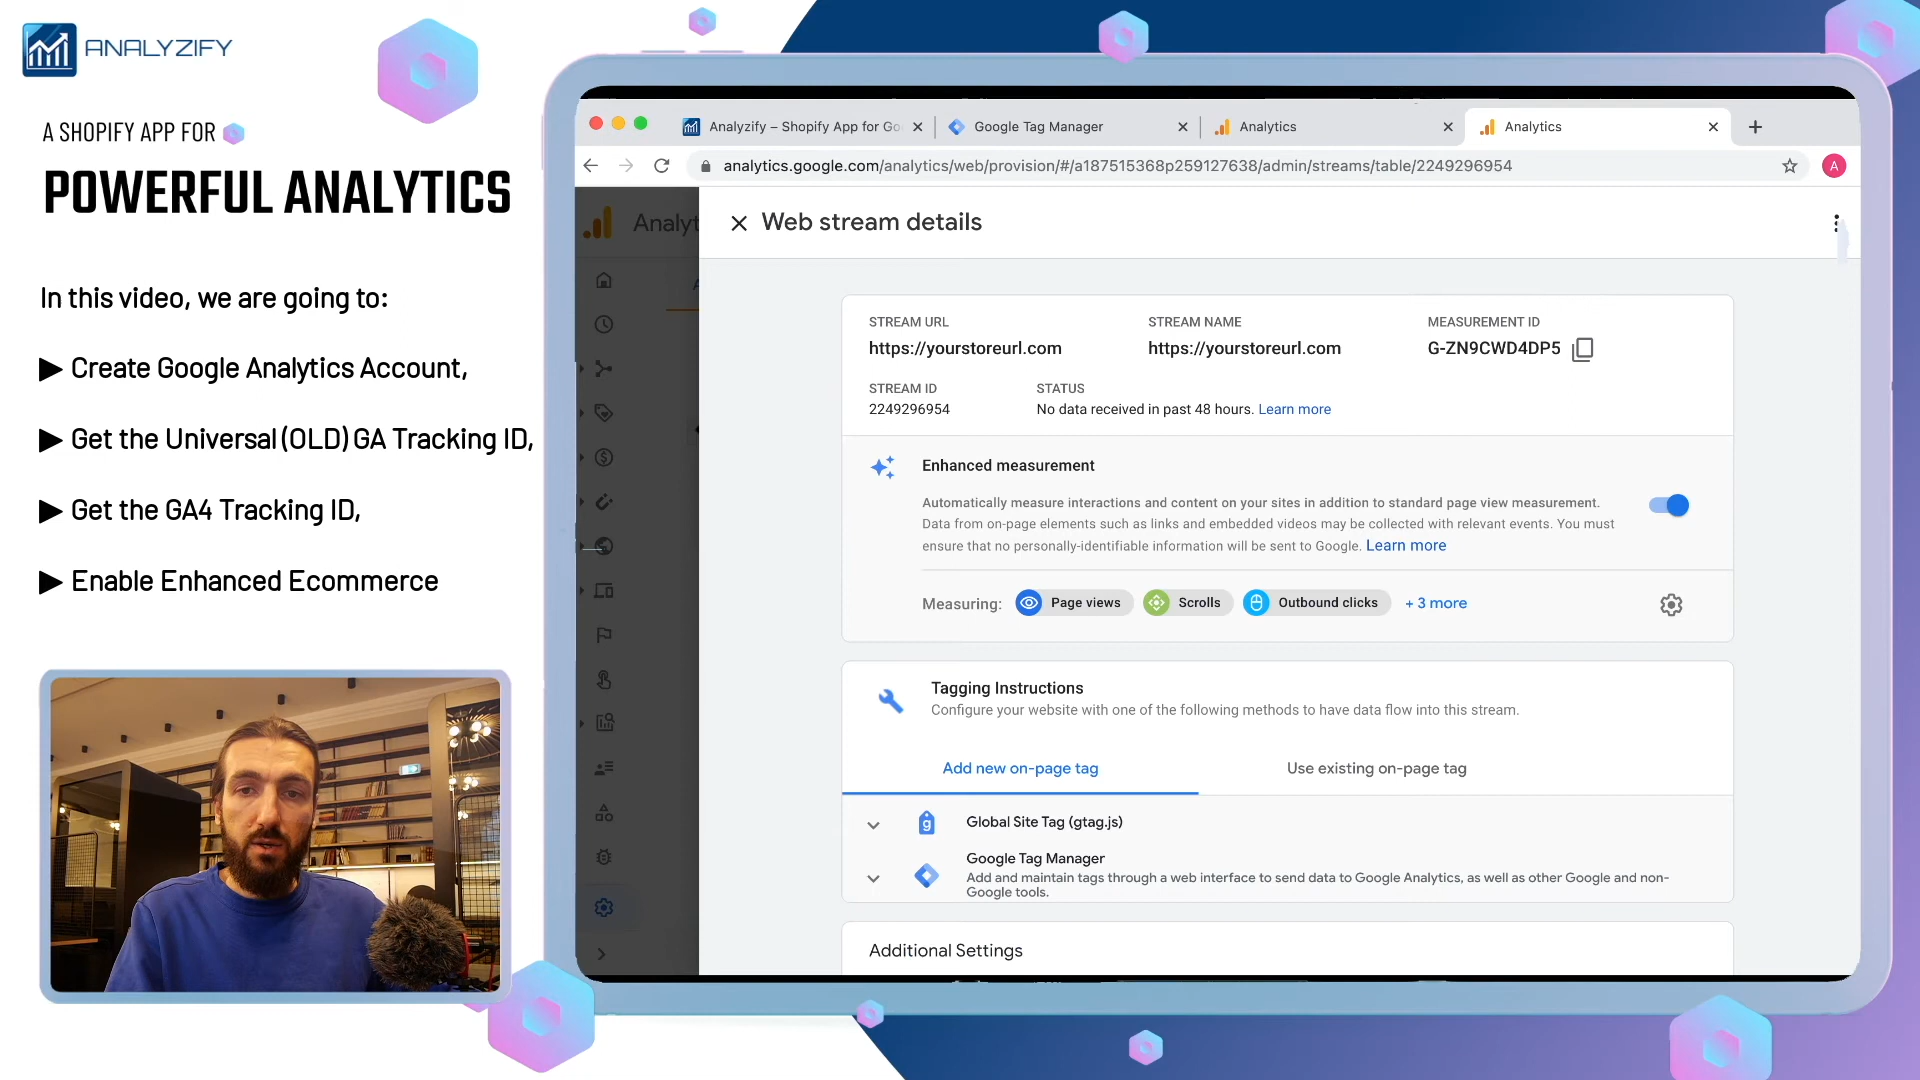 ANALYZIFY
A SHOPIFY APP FOR
POWERFUL ANALYTICS
In this video, we are going to:
▶ Create Google Analytics Account,
▶ Get the Universal (OLD) GA Tracking ID,
▶ Get the GA4 Tracking ID,
▶ Enable Enhanced Ecommerce
Analyzify – Shopify App for Go
Google Tag Manager
Analytics
Analytics
analytics.google.com/analytics/web/provision/#/a187515368p259127638/admin/streams/table/2249296954
A
Analyt
Web stream details
STREAM URL
STREAM NAME
MEASUREMENT ID
https://yourstoreurl.com
https://yourstoreurl.com
G-ZN9CWD4DP5
STREAM ID
STATUS
2249296954
No data received in past 48 hours. Learn more
Enhanced measurement
Automatically measure interactions and content on your sites in addition to standard page view measurement.
Data from on-page elements such as links and embedded videos may be collected with relevant events. You must
ensure that no personally-identifiable information will be sent to Google. Learn more
Measuring: Page views Scrolls Outbound clicks + 3 more
Tagging Instructions
Configure your website with one of the following methods to have data flow into this stream.
Add new on-page tag
Use existing on-page tag
Global Site Tag (gtag.js)
Google Tag Manager
Add and maintain tags through a web interface to send data to Google Analytics, as well as other Google and non-
Google tools.
Additional Settings